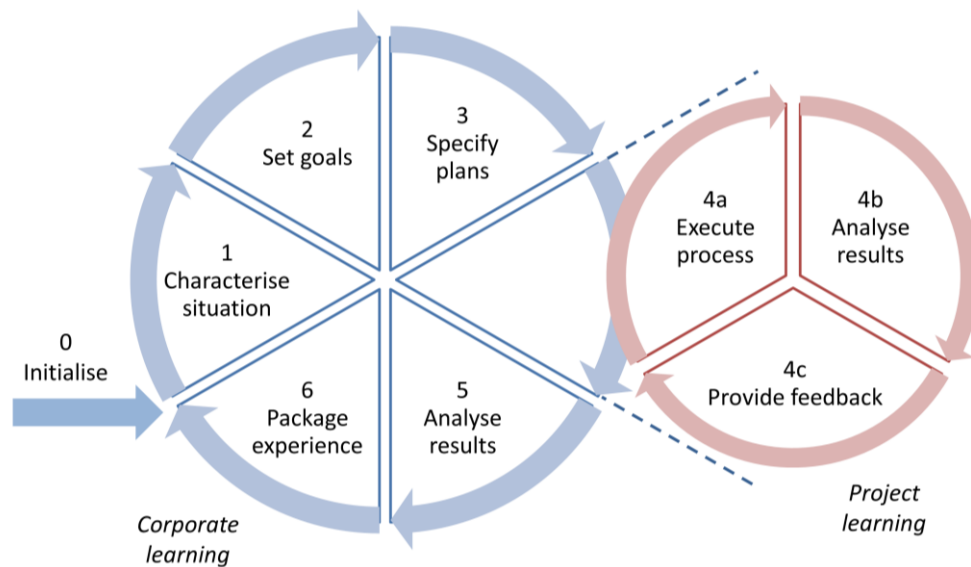 0
Initialise
1
Characterise
situation
2
Set goals
3
Specify
plans
4a
Execute
process
4b
Analyse
results
4c
Provide feedback
5
Analyse
results
6
Package
experience
Corporate
learning
Project
learning